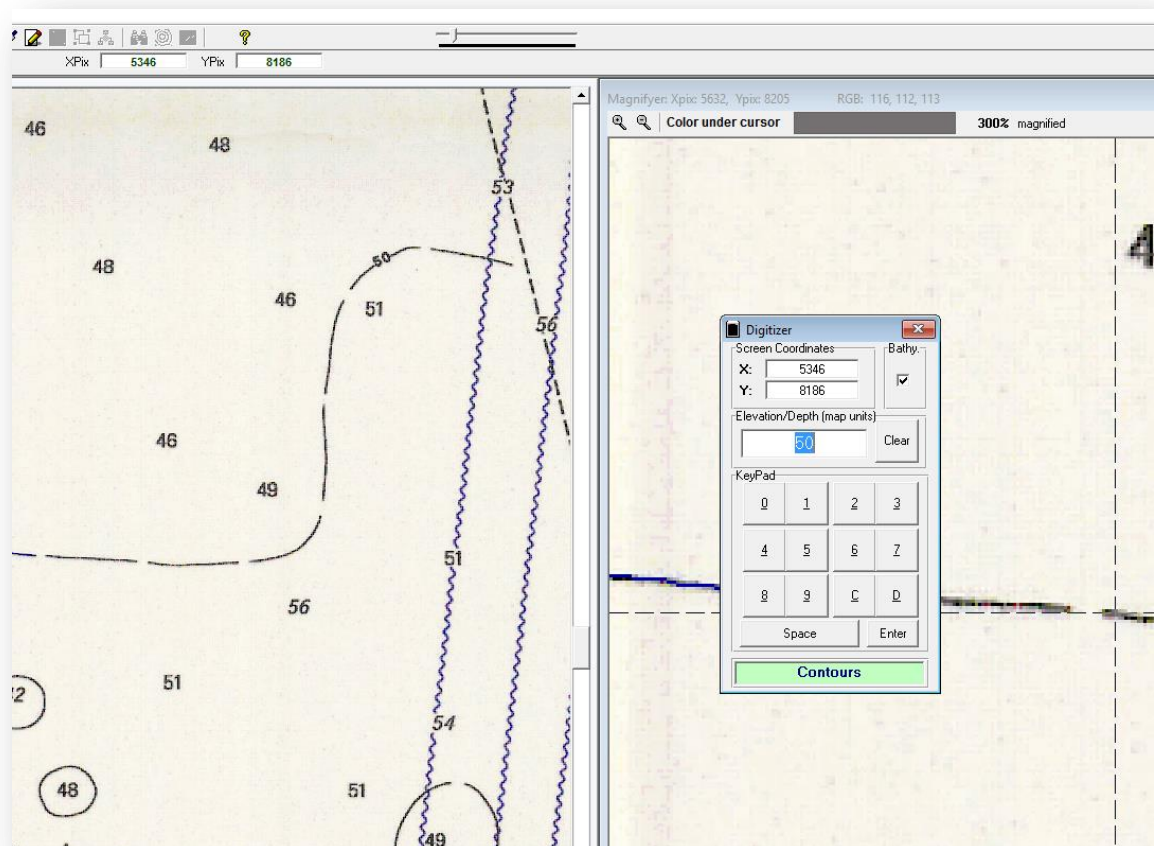 XPix 5346 YPix 8186
Magnifyer: Xpix: 5632, Ypix: 8205 RGB: 116, 112, 113
Color under cursor 300% magnified
46
48
53
48
50
46
51
56
46
49
51
56
51
54
48
51
49
4
Digitizer
Screen Coordinates
Bathy.
X: 5346
Y: 8186
Elevation/Depth (map units)
50 Clear
KeyPad
0 1 2 3
4 5 6 7
8 9 C D
Space Enter
Contours